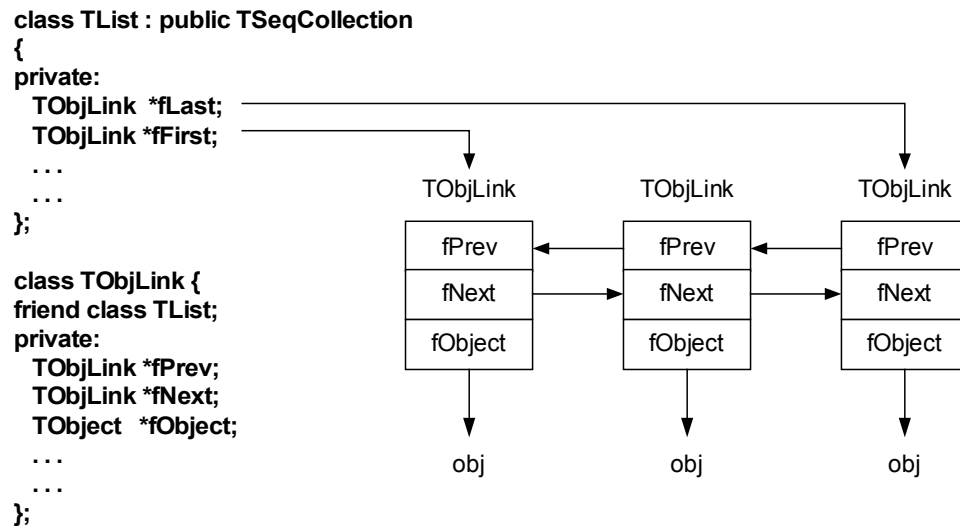 class TList : public TSeqCollection
{
private:
TObjLink *fLast;
TObjLink *fFirst;
. . .
. . .
};
class TObjLink {
friend class TList;
private:
TObjLink *fPrev;
TObjLink *fNext;
TObject *fObject;
. . .
. . .
};
TObjLink TObjLink TObjLink
fPrev fPrev fPrev
fNext fNext fNext
fObject fObject fObject
obj obj obj